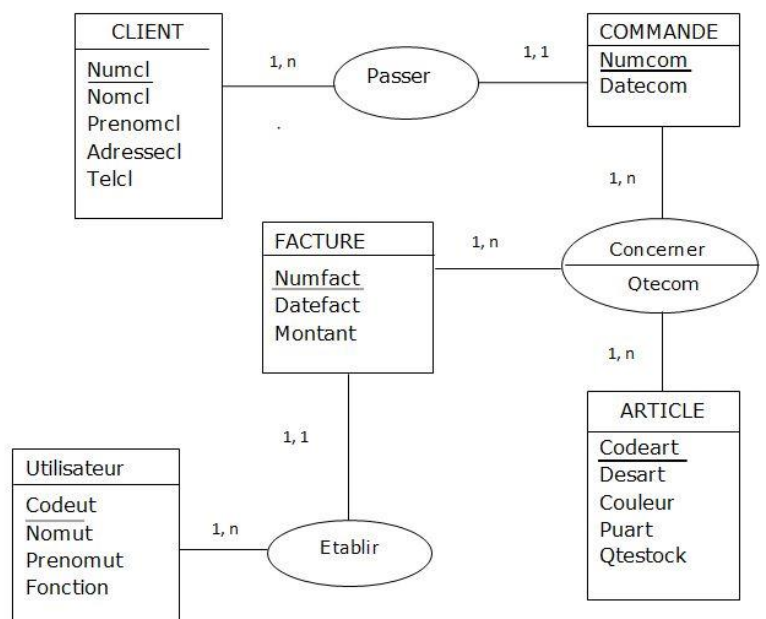 CLIENT
Numcl
Nomcl
Prenomcl
Adressecl
Telcl
1, n
Passer
1, 1
COMMANDE
Numcom
Datecom
1, n
FACTURE
Numfact
Datefact
Montant
1, n
Concerner
Qtecom
1, n
ARTICLE
Codeart
Desart
Couleur
Puart
Qtestock
1, 1
Utilisateur
Codeut
Nomut
Prenomut
Fonction
1, n
Etablir